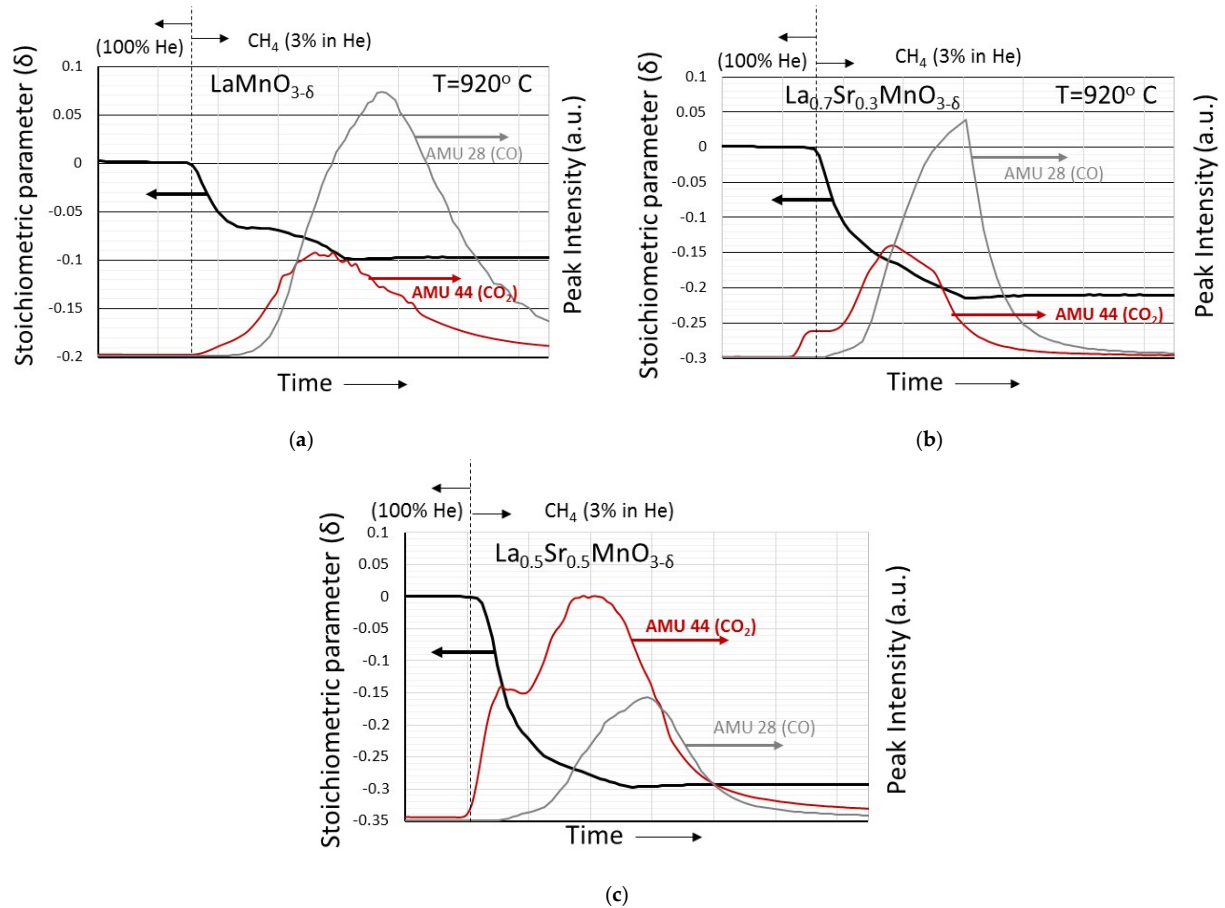 (100% He)
CH₄ (3% in He)
LaMnO₃₋δ
T=920° C
Stoichiometric parameter (δ)
0.1
0.05
0
-0.05
-0.1
-0.15
-0.2
AMU 28 (CO)
AMU 44 (CO₂)
Peak Intensity (a.u.)
Time
(a)
(100% He)
CH₄ (3% in He)
La₀.₇Sr₀.₃MnO₃₋δ
T=920° C
Stoichiometric parameter (δ)
0.1
0.05
0
-0.05
-0.1
-0.15
-0.2
-0.25
-0.3
AMU 28 (CO)
AMU 44 (CO₂)
Peak Intensity (a.u.)
Time
(b)
(100% He)
CH₄ (3% in He)
La₀.₅Sr₀.₅MnO₃₋δ
Stoichiometric parameter (δ)
0.1
0.05
0
-0.05
-0.1
-0.15
-0.2
-0.25
-0.3
-0.35
AMU 44 (CO₂)
AMU 28 (CO)
Peak Intensity (a.u.)
Time
(c)